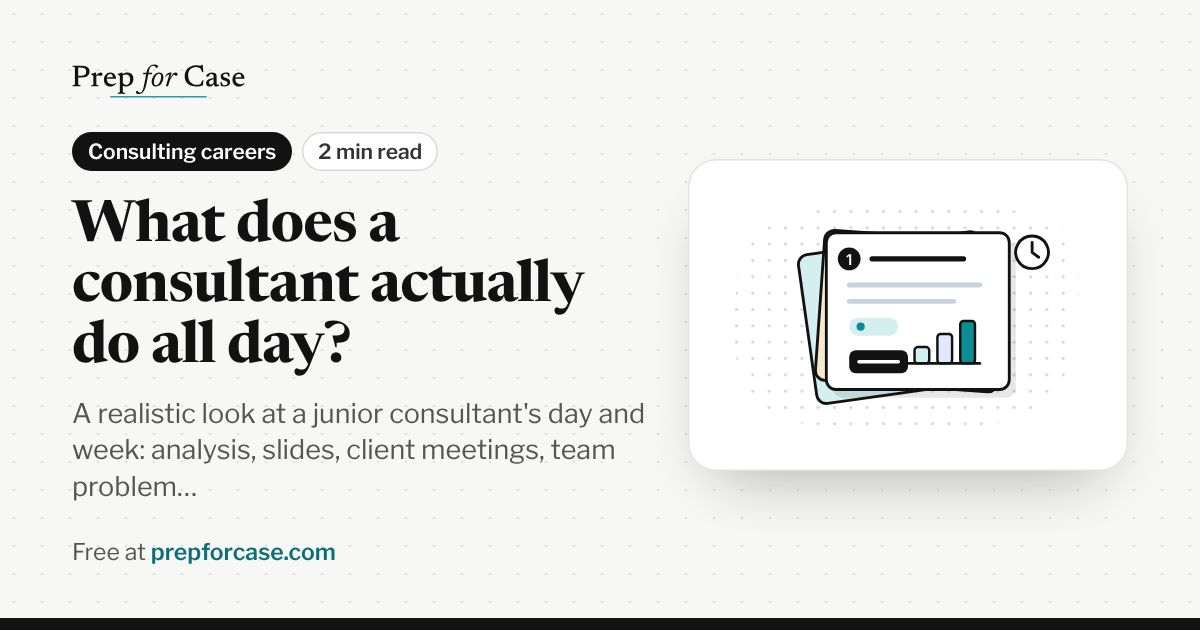 Prep for Case
Consulting careers
2 min read
What does a
consultant actually
do all day?
A realistic look at a junior consultant's day and
week: analysis, slides, client meetings, team
problem...
Free at prepforcase.com
1